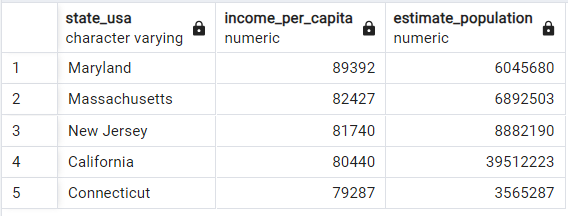 state_usa income_per_capita estimate_population
character varying numeric numeric
1 Maryland 89392 6045680
2 Massachusetts 82427 6892503
3 New Jersey 81740 8882190
4 California 80440 39512223
5 Connecticut 79287 3565287